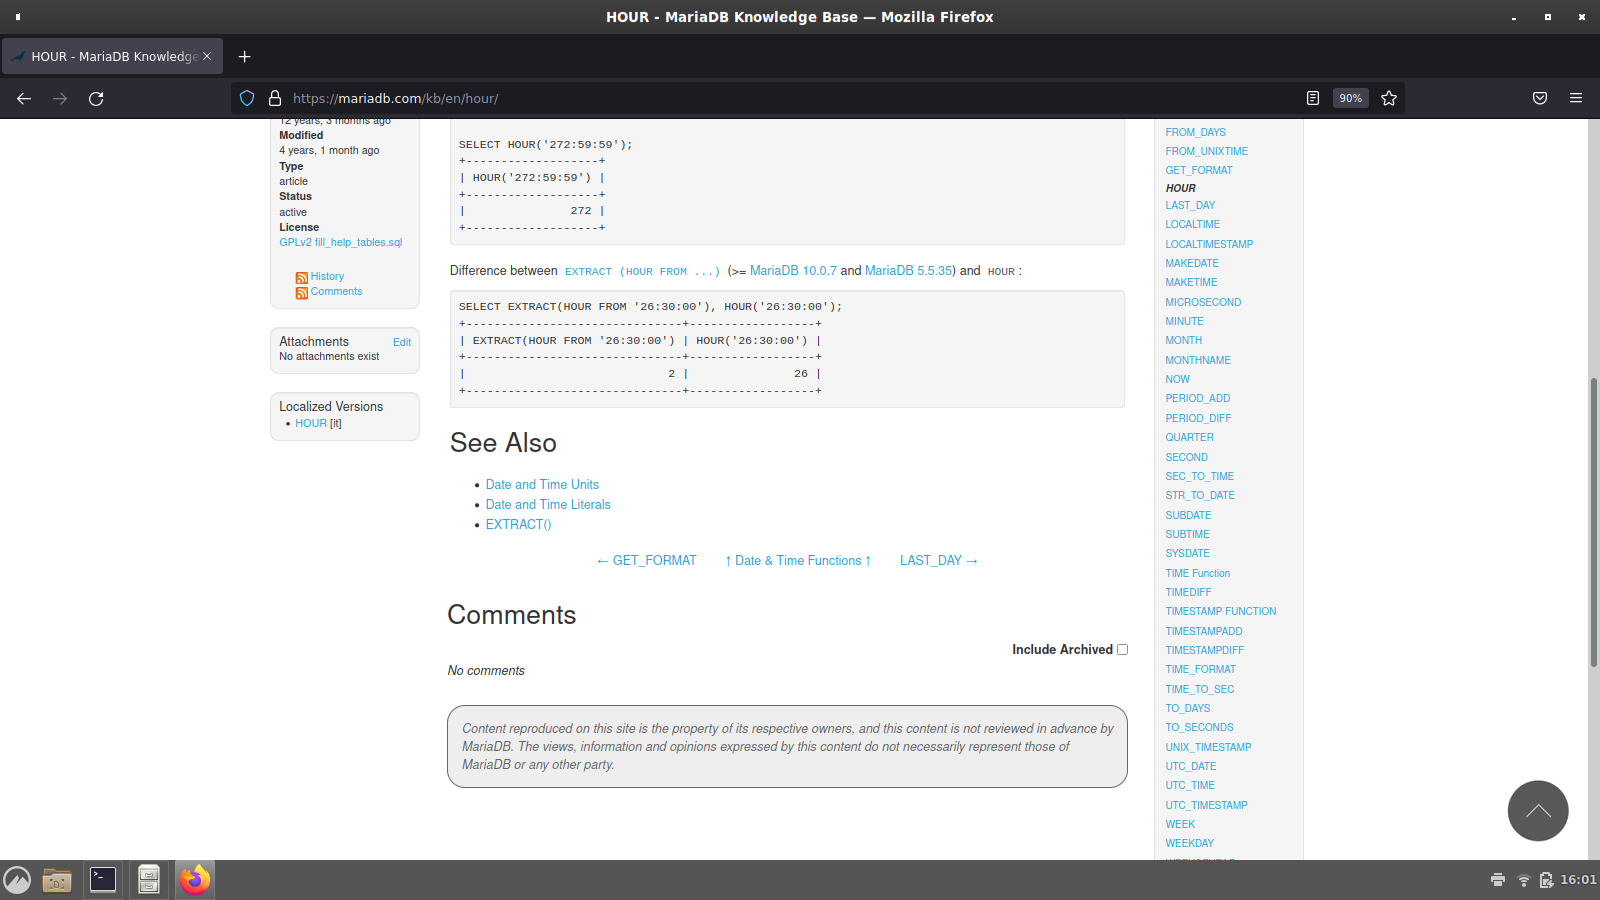 HOUR - MariaDB Knowledge Base — Mozilla Firefox
HOUR - MariaDB Knowledge
https://mariadb.com/kb/en/hour/
90%
12 years, 3 months ago
Modified
4 years, 1 month ago
Type
article
Status
active
License
GPLv2 fill_help_tables.sql
History
Comments
Attachments
Edit
No attachments exist
Localized Versions
• HOUR [it]
SELECT HOUR('272:59:59');
+-------------------+
| HOUR('272:59:59') |
+-------------------+
|               272 |
+-------------------+
Difference between EXTRACT (HOUR FROM ...) (>= MariaDB 10.0.7 and MariaDB 5.5.35) and HOUR :
SELECT EXTRACT(HOUR FROM '26:30:00'), HOUR('26:30:00');
+-------------------------------+------------------+
| EXTRACT(HOUR FROM '26:30:00') | HOUR('26:30:00') |
+-------------------------------+------------------+
|                             2 |               26 |
+-------------------------------+------------------+
See Also
• Date and Time Units
• Date and Time Literals
• EXTRACT()
← GET_FORMAT ↑ Date & Time Functions ↑ LAST_DAY →
Comments
Include Archived
No comments
Content reproduced on this site is the property of its respective owners, and this content is not reviewed in advance by
MariaDB. The views, information and opinions expressed by this content do not necessarily represent those of
MariaDB or any other party.
FROM_DAYS
FROM_UNIXTIME
GET_FORMAT
HOUR
LAST_DAY
LOCALTIME
LOCALTIMESTAMP
MAKEDATE
MAKETIME
MICROSECOND
MINUTE
MONTH
MONTHNAME
NOW
PERIOD_ADD
PERIOD_DIFF
QUARTER
SECOND
SEC_TO_TIME
STR_TO_DATE
SUBDATE
SUBTIME
SYSDATE
TIME Function
TIMEDIFF
TIMESTAMP FUNCTION
TIMESTAMPADD
TIMESTAMPDIFF
TIME_FORMAT
TIME_TO_SEC
TO_DAYS
TO_SECONDS
UNIX_TIMESTAMP
UTC_DATE
UTC_TIME
UTC_TIMESTAMP
WEEK
WEEKDAY
16:01